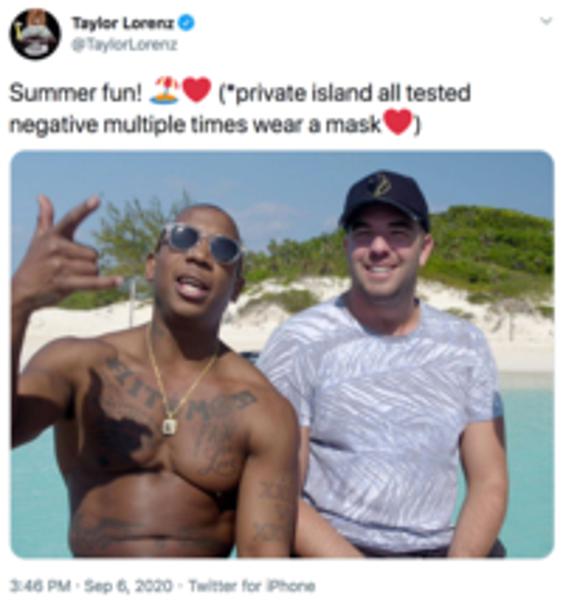 Taylor Lorenz
@TaylorLorenz
Summer fun! 🏖️❤️ (*private island all tested
negative multiple times wear a mask❤️)
3:46 PM · Sep 6, 2020 · Twitter for iPhone